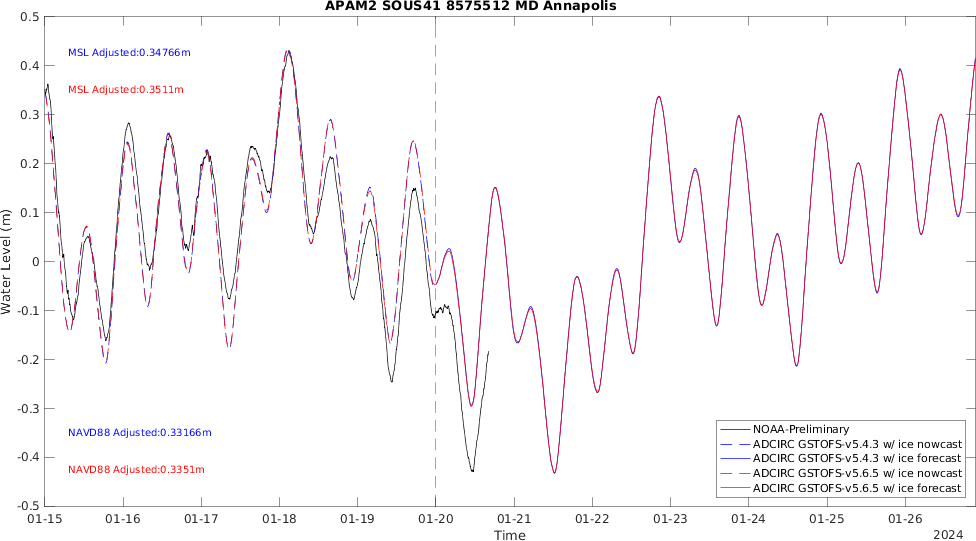 APAM2 SOUS41 8575512 MD Annapolis
0.5
0.4
0.3
0.2
0.1
0
-0.1
-0.2
-0.3
-0.4
-0.5
Water Level (m)
MSL Adjusted:0.34766m
MSL Adjusted:0.3511m
NAVD88 Adjusted:0.33166m
NAVD88 Adjusted:0.3351m
NOAA-Preliminary
ADCIRC GSTOFS-v5.4.3 w/ ice nowcast
ADCIRC GSTOFS-v5.4.3 w/ ice forecast
ADCIRC GSTOFS-v5.6.5 w/ ice nowcast
ADCIRC GSTOFS-v5.6.5 w/ ice forecast
01-15 01-16 01-17 01-18 01-19 01-20 01-21 01-22 01-23 01-24 01-25 01-26
Time
2024